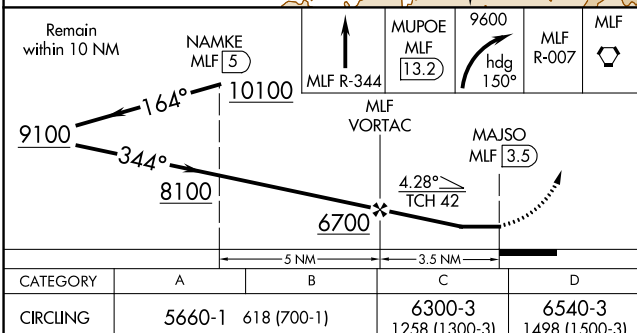 Remain
within 10 NM
NAMKE
MLF 5
10100
164°
9100
344°
8100
MLF R-344
MUPOE
MLF
13.2
9600
hdg
150°
MLF
R-007
MLF
MLF
VORTAC
MAJSO
MLF 3.5
4.28°
TCH 42
6700
5 NM
3.5 NM
CATEGORY A B C D
CIRCLING 5660-1 618 (700-1) 6300-3 1258 (1300-3) 6540-3 1498 (1500-3)